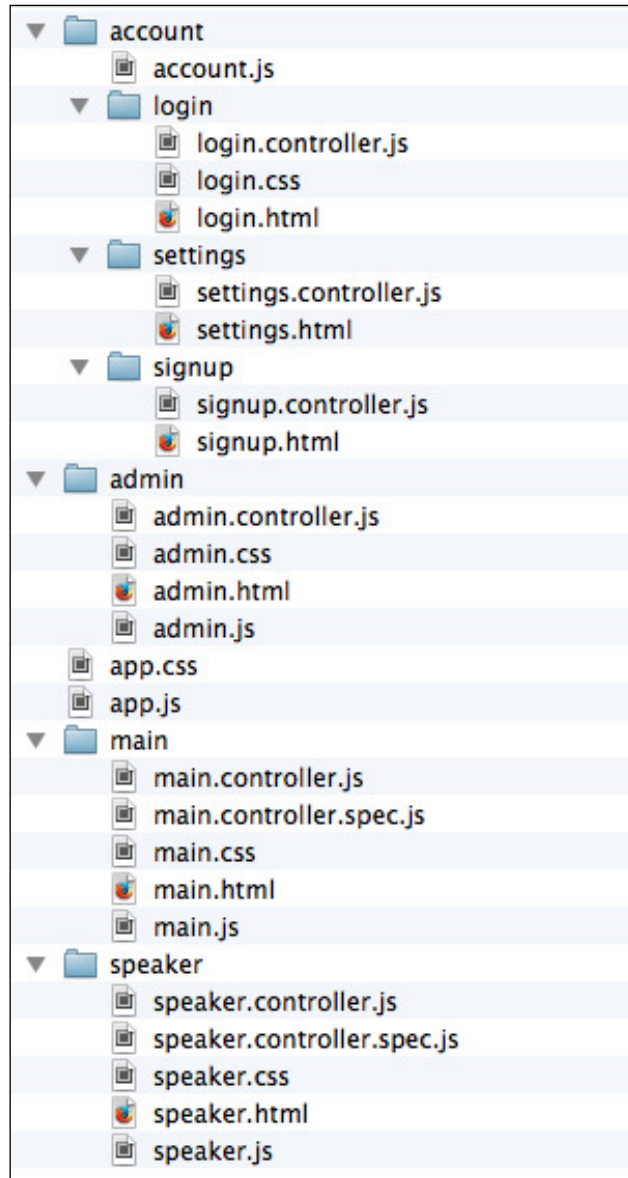 account
account.js
login
login.controller.js
login.css
login.html
settings
settings.controller.js
settings.html
signup
signup.controller.js
signup.html
admin
admin.controller.js
admin.css
admin.html
admin.js
app.css
app.js
main
main.controller.js
main.controller.spec.js
main.css
main.html
main.js
speaker
speaker.controller.js
speaker.controller.spec.js
speaker.css
speaker.html
speaker.js